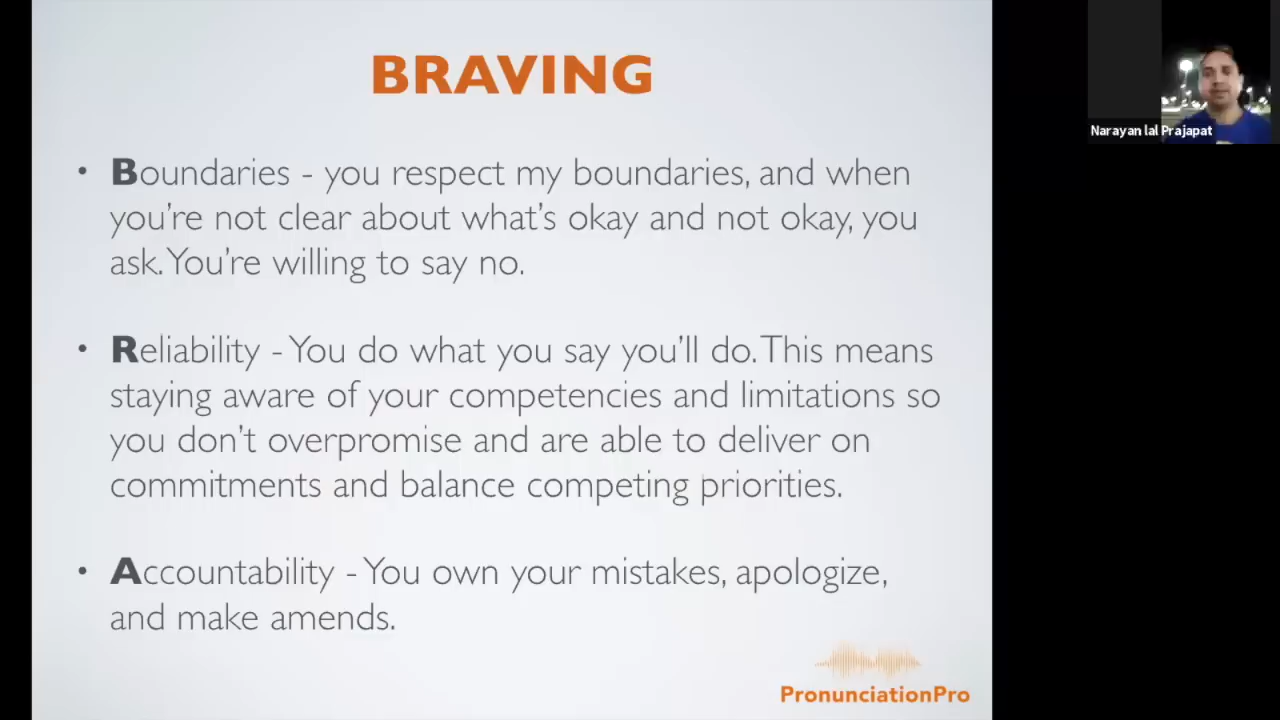 BRAVING
• Boundaries - you respect my boundaries, and when
you're not clear about what's okay and not okay, you
ask. You're willing to say no.
• Reliability - You do what you say you'll do. This means
staying aware of your competencies and limitations so
you don't overpromise and are able to deliver on
commitments and balance competing priorities.
• Accountability - You own your mistakes, apologize,
and make amends.
PronunciationPro
Narayan lal Prajapat